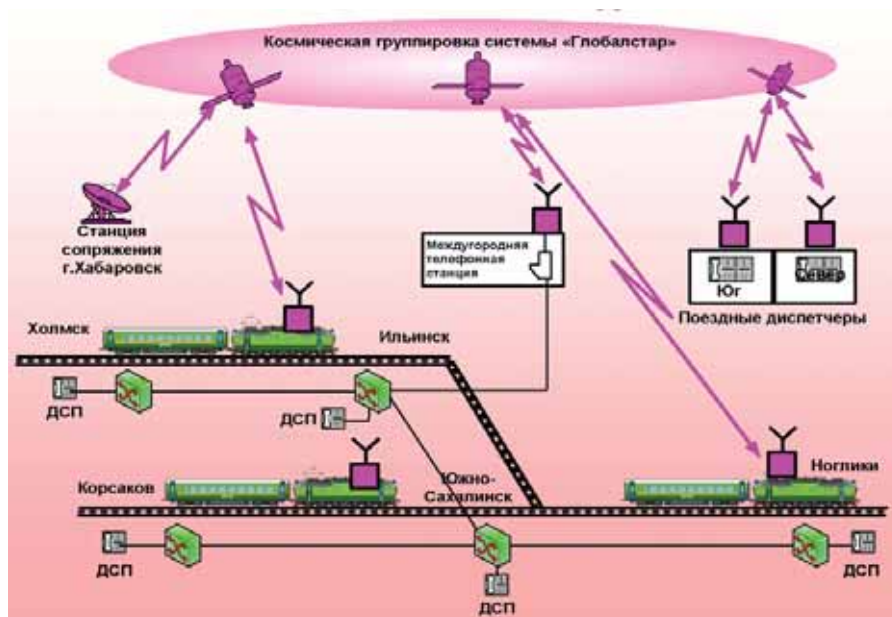 Космическая группировка системы «Глобалстар»
Станция
сопряжения
г.Хабаровск
Междугородняя
телефонная
станция
Юг
Север
Поездные диспетчеры
Холмск
Ильинск
ДСП
ДСП
Корсаков
Южно-
Сахалинск
Ноглики
ДСП
ДСП
ДСП